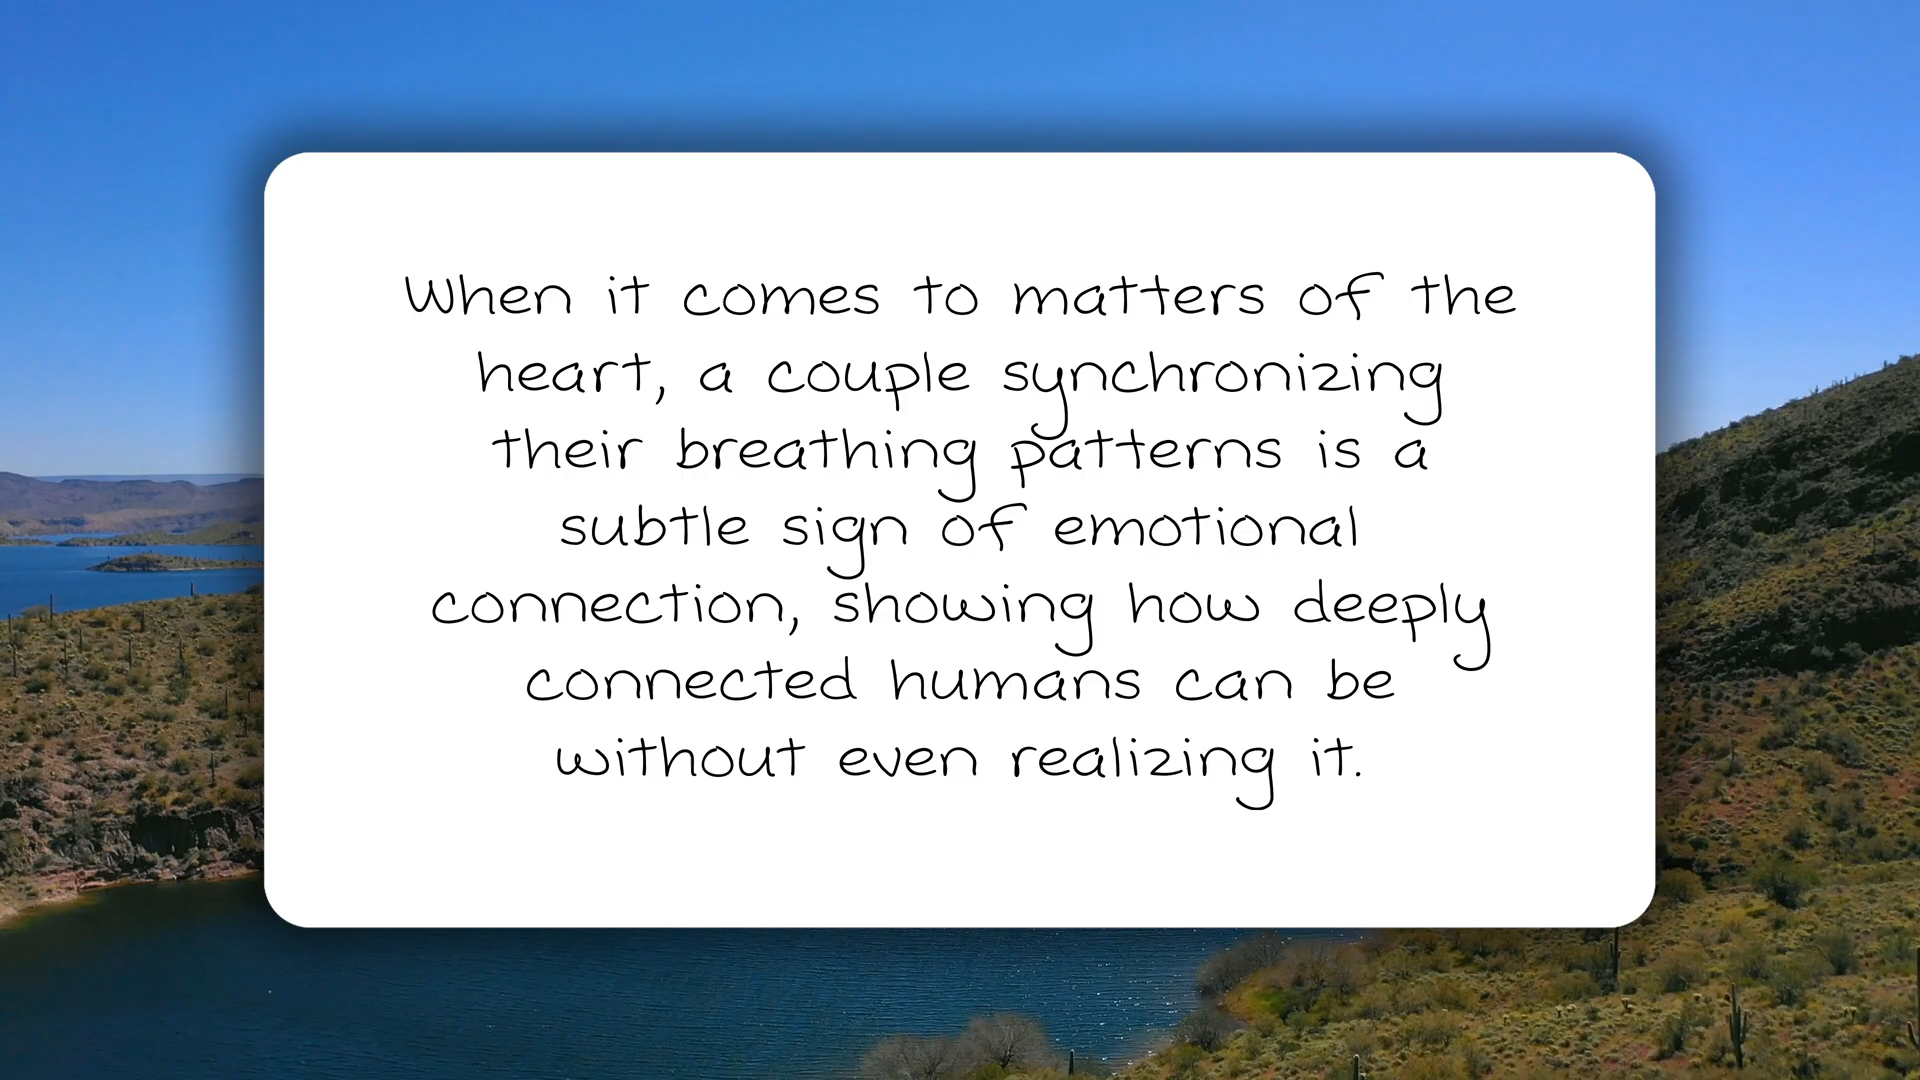 When it comes to matters of the
heart, a couple synchronizing
their breathing patterns is a
subtle sign of emotional
connection, showing how deeply
connected humans can be
without even realizing it.